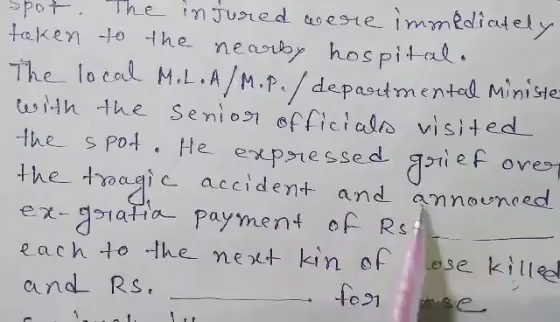 spot. The injured were immediately
taken to the nearby hospital.
The local M.L.A/M.P./departmental Ministe
with the senior officials visited
the spot. He expressed grief over
the tragic accident and announced
ex-gratia payment of Rs. ______
each to the next kin of ose killed
and Rs. ______ for se